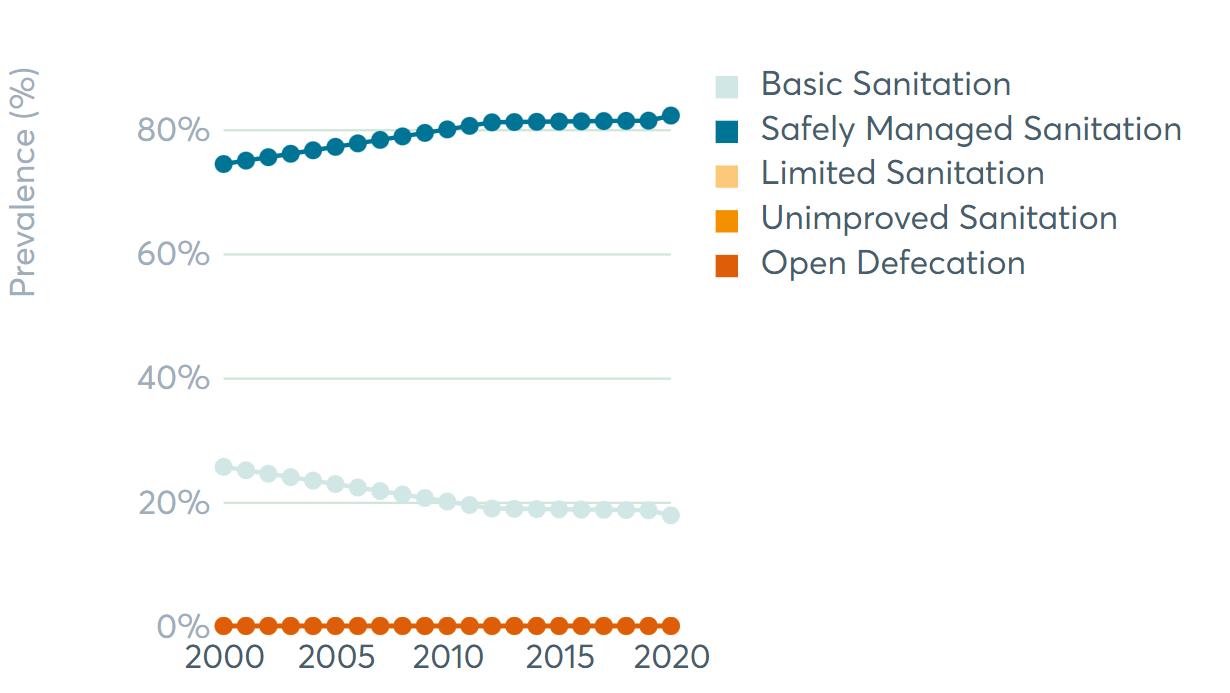 Prevalence (%)
80%
60%
40%
20%
0%
2000 2005 2010 2015 2020
Basic Sanitation
Safely Managed Sanitation
Limited Sanitation
Unimproved Sanitation
Open Defecation